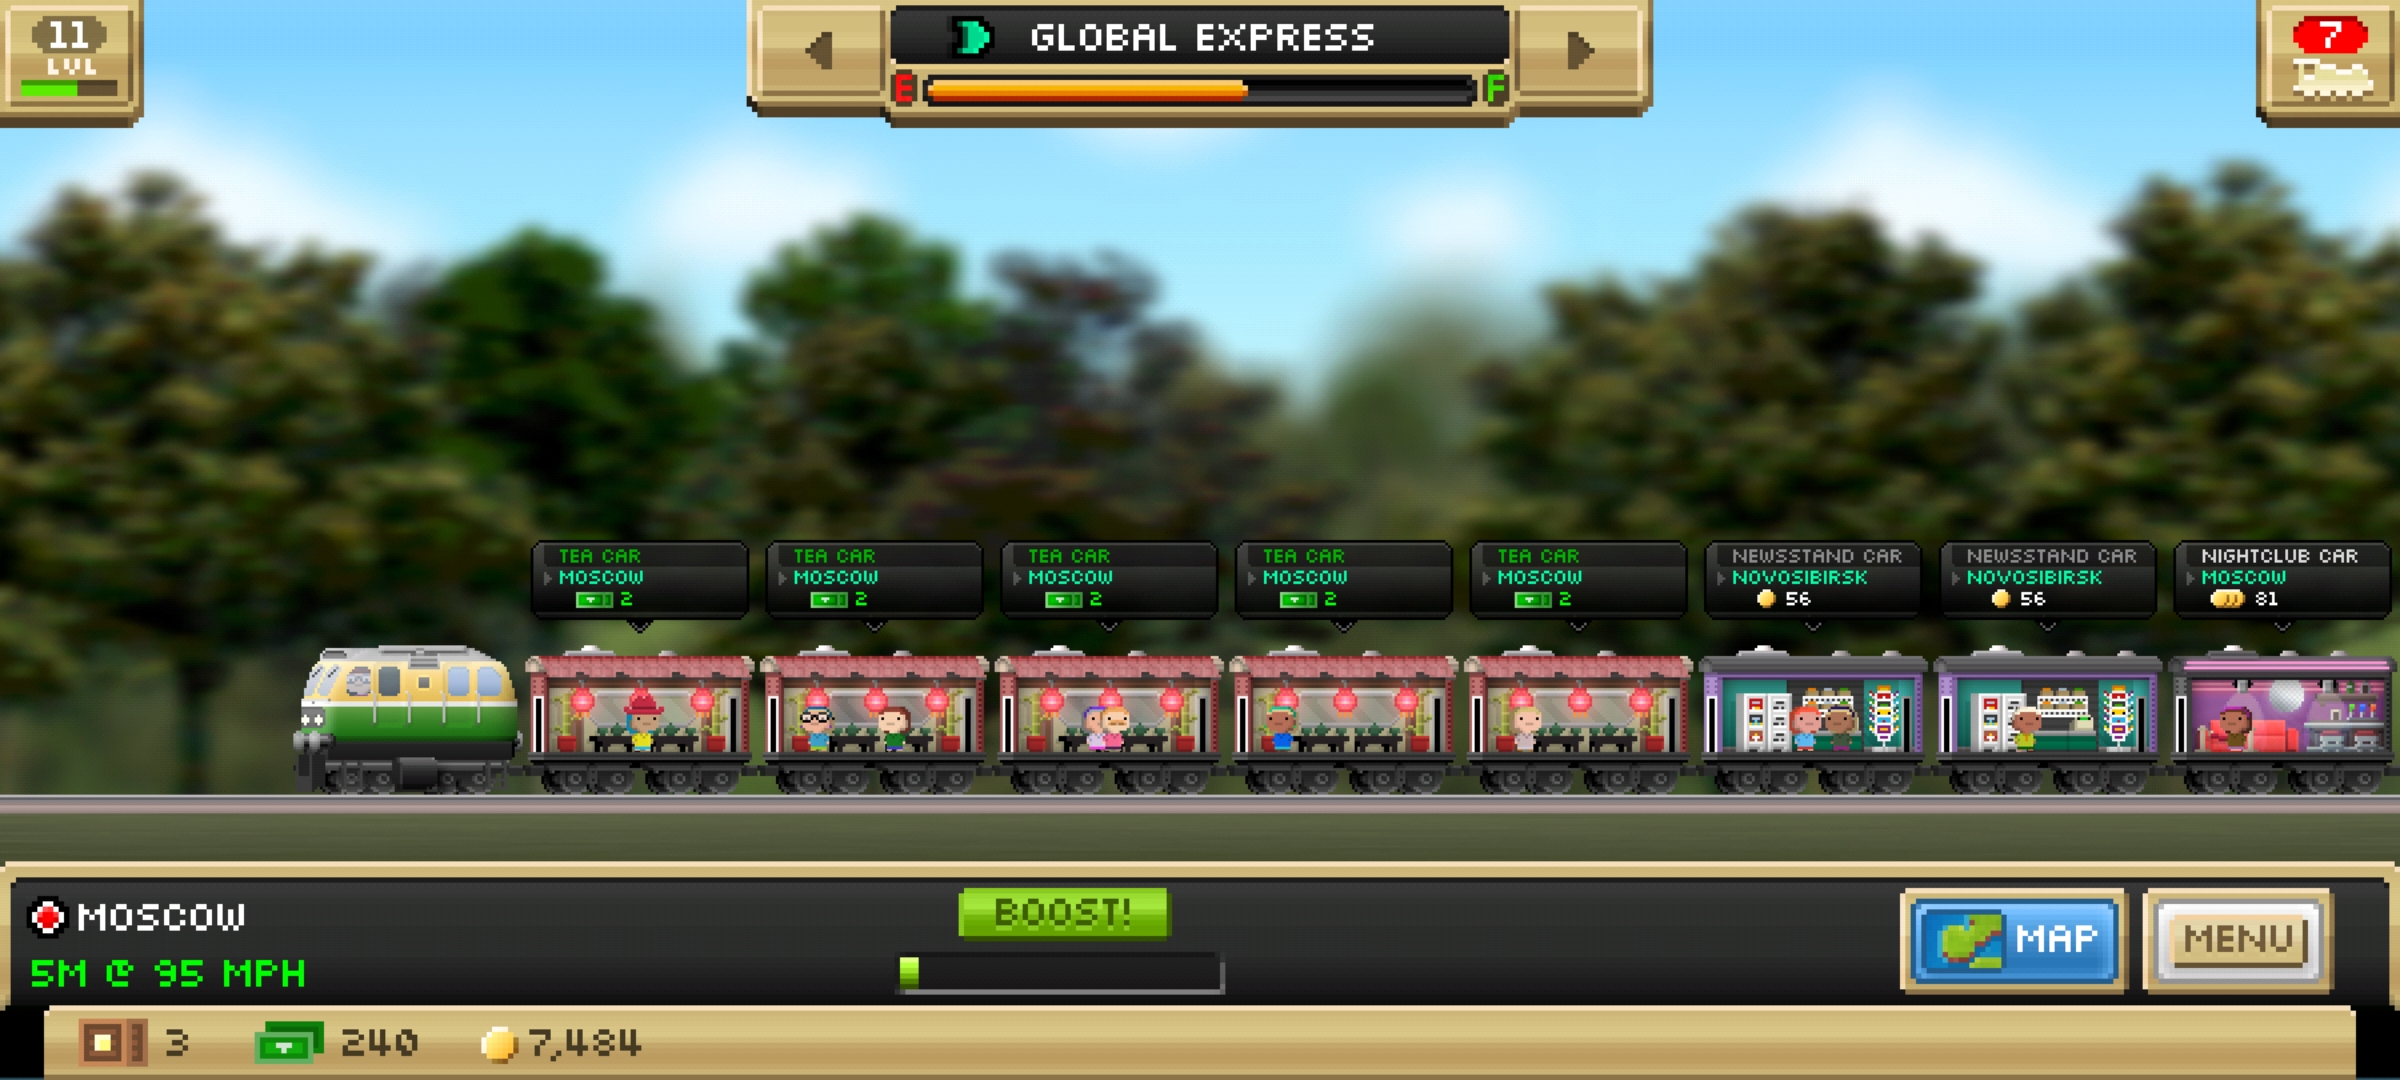 11
LVL
GLOBAL EXPRESS
E
F
7
TEA CAR
MOSCOW
2
TEA CAR
MOSCOW
2
TEA CAR
MOSCOW
2
TEA CAR
MOSCOW
2
TEA CAR
MOSCOW
2
NEWSSTAND CAR
NOVOSIBIRSK
56
NEWSSTAND CAR
NOVOSIBIRSK
56
NIGHTCLUB CAR
MOSCOW
81
MOSCOW
5M @ 95 MPH
BOOST!
MAP
MENU
3
240
7,484